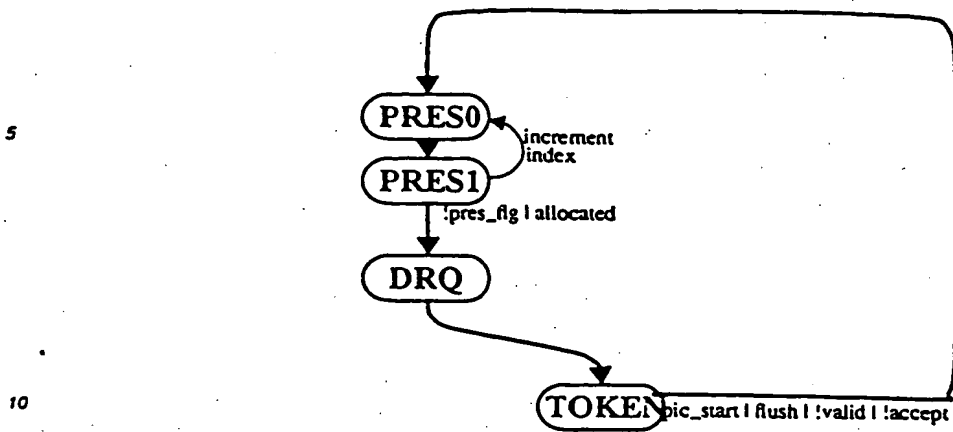 PRES0
5
increment
index
PRES1
!pres_flg | allocated
DRQ
10
TOKEN
pic_start | flush | !valid | !accept